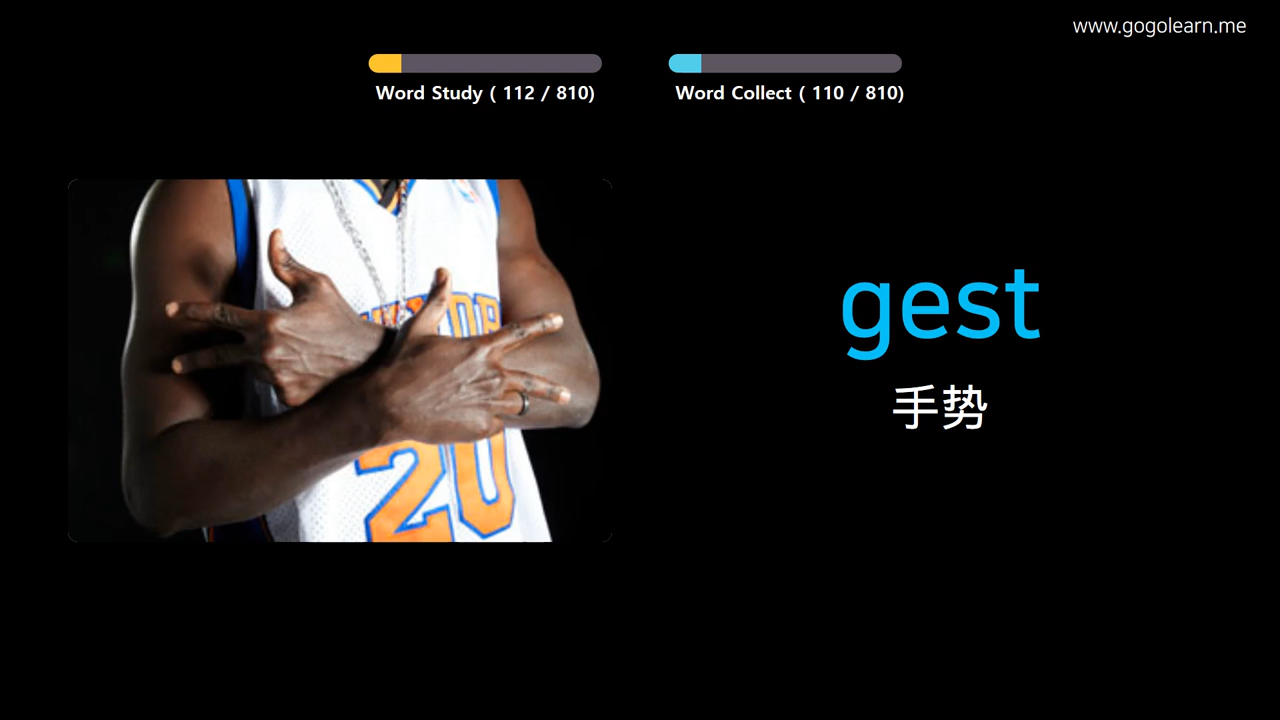 www.gogolearn.me
Word Study ( 112 / 810)
Word Collect ( 110 / 810)
gest
手势
20